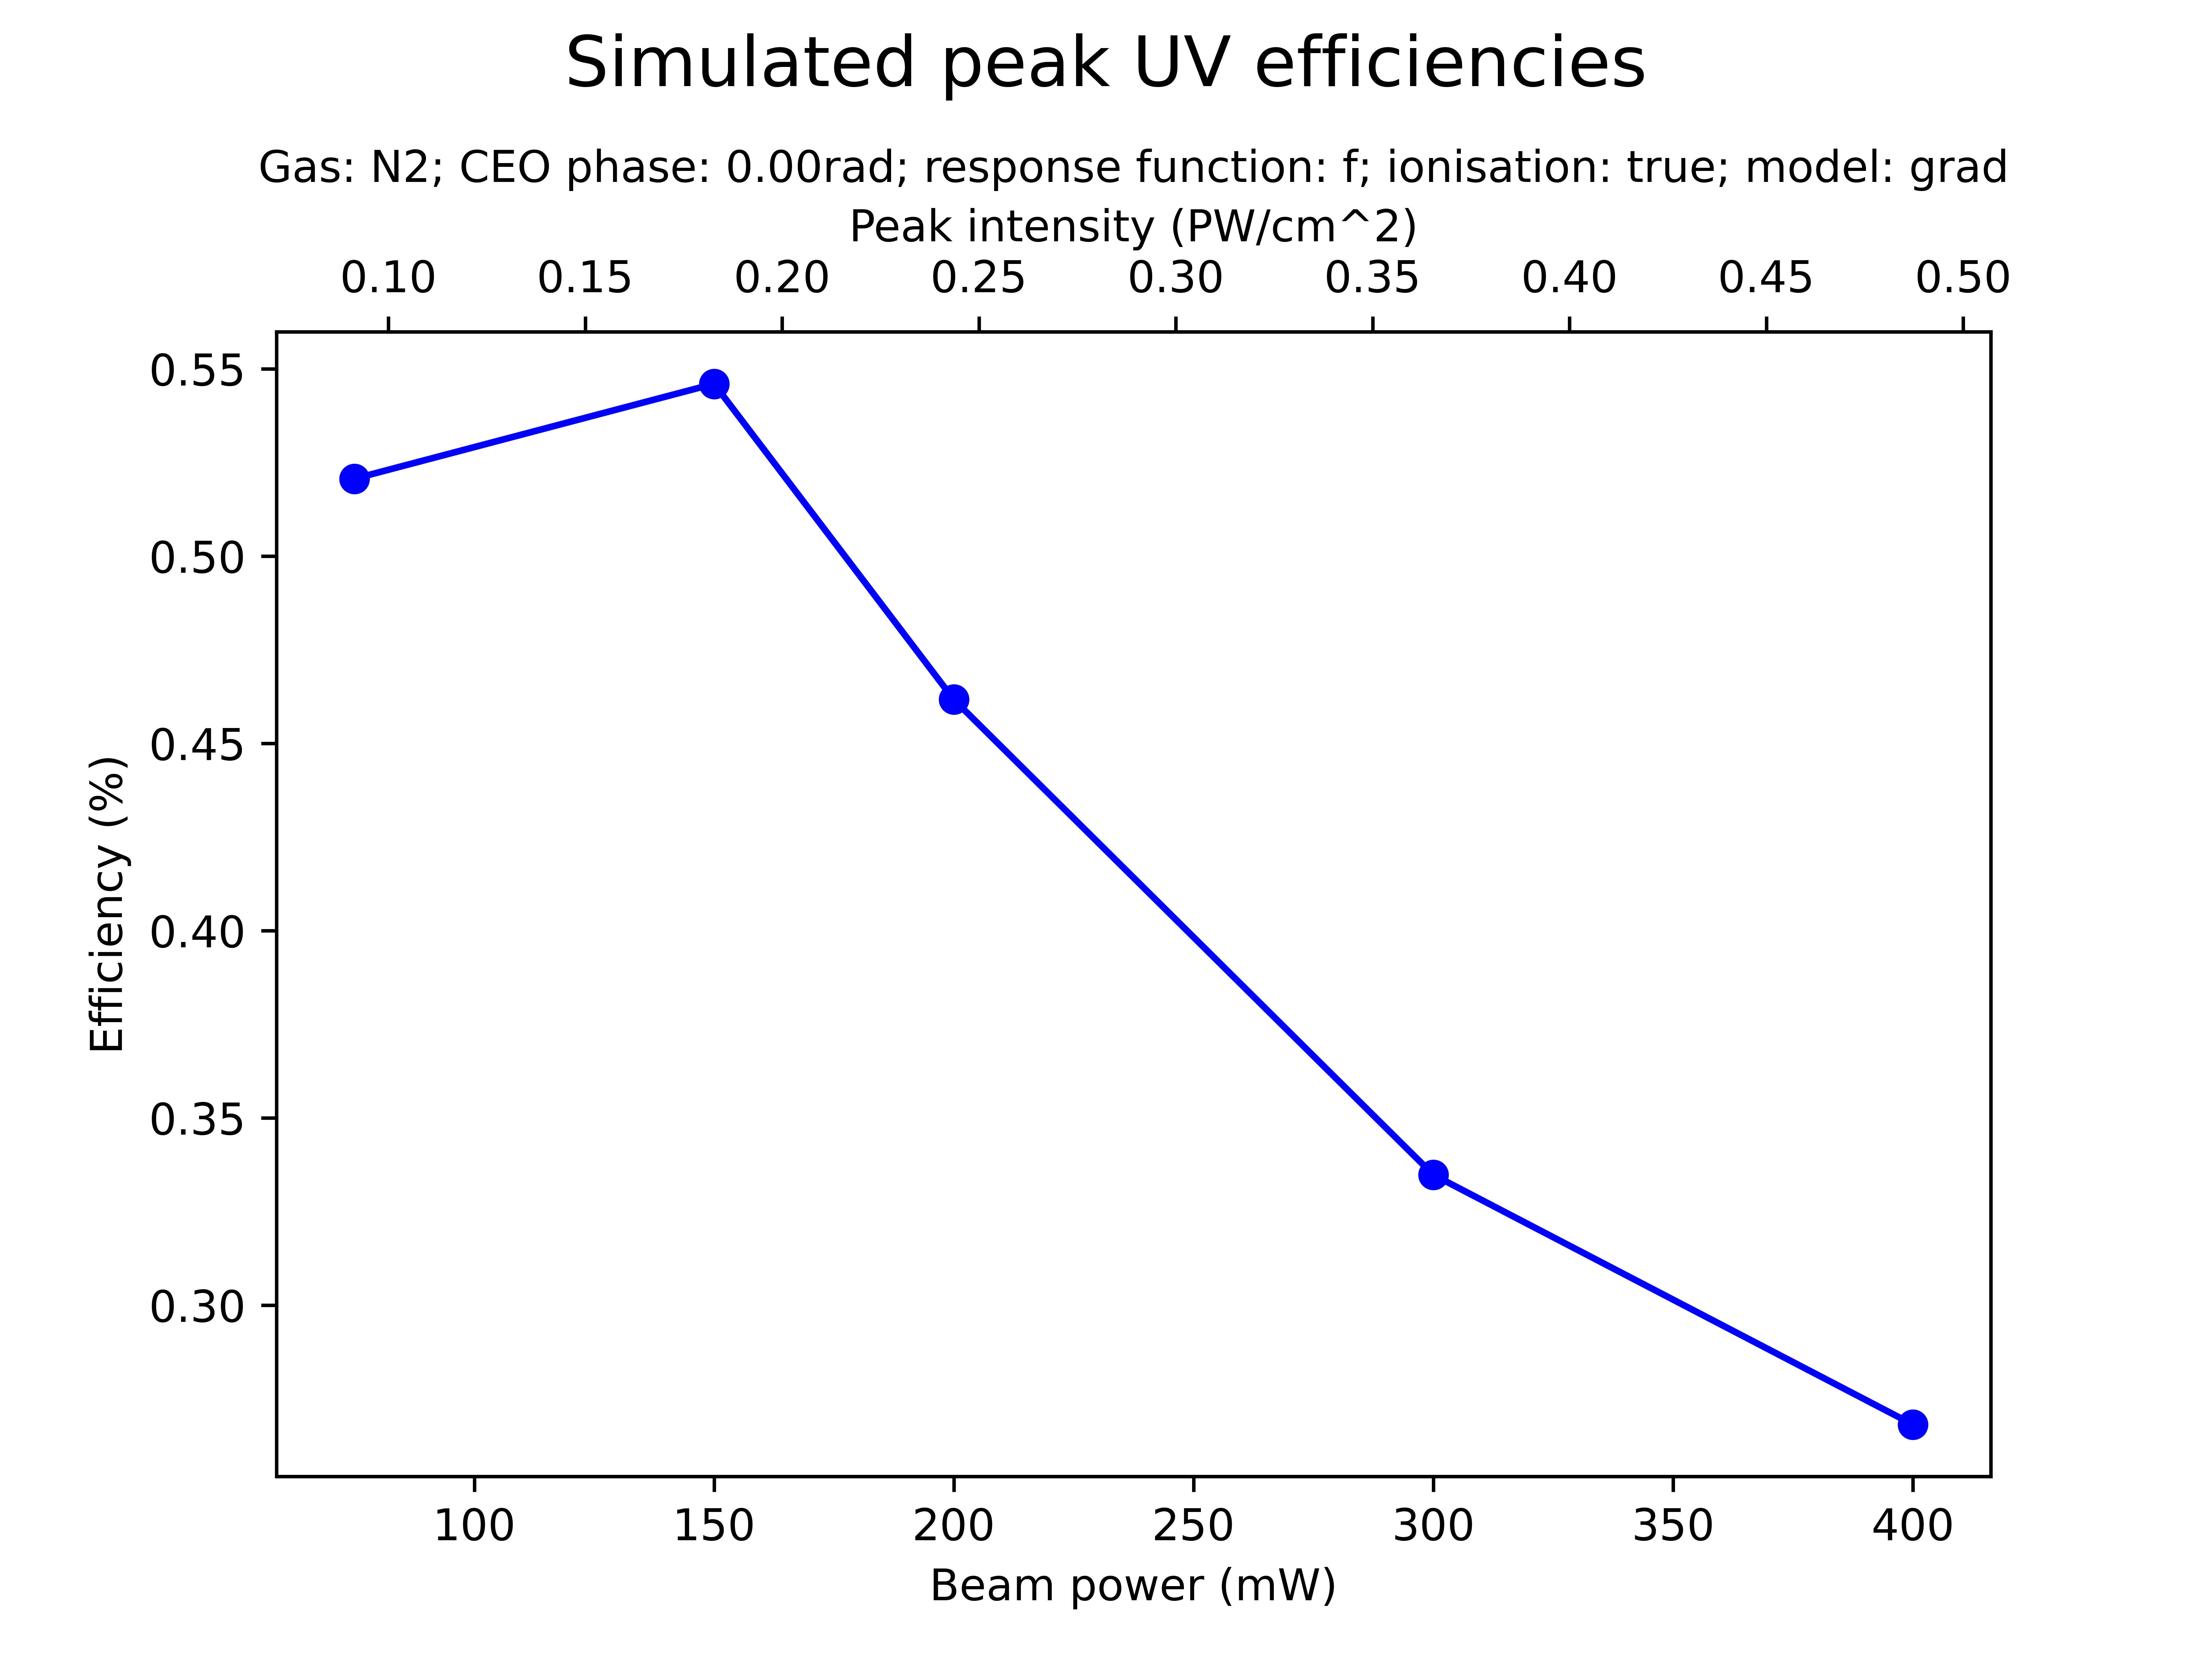 Simulated peak UV efficiencies
Gas: N2; CEO phase: 0.00rad; response function: f; ionisation: true; model: grad
Peak intensity (PW/cm^2)
0.10 0.15 0.20 0.25 0.30 0.35 0.40 0.45 0.50
0.55
0.50
0.45
0.40
0.35
0.30
Efficiency (%)
100 150 200 250 300 350 400
Beam power (mW)